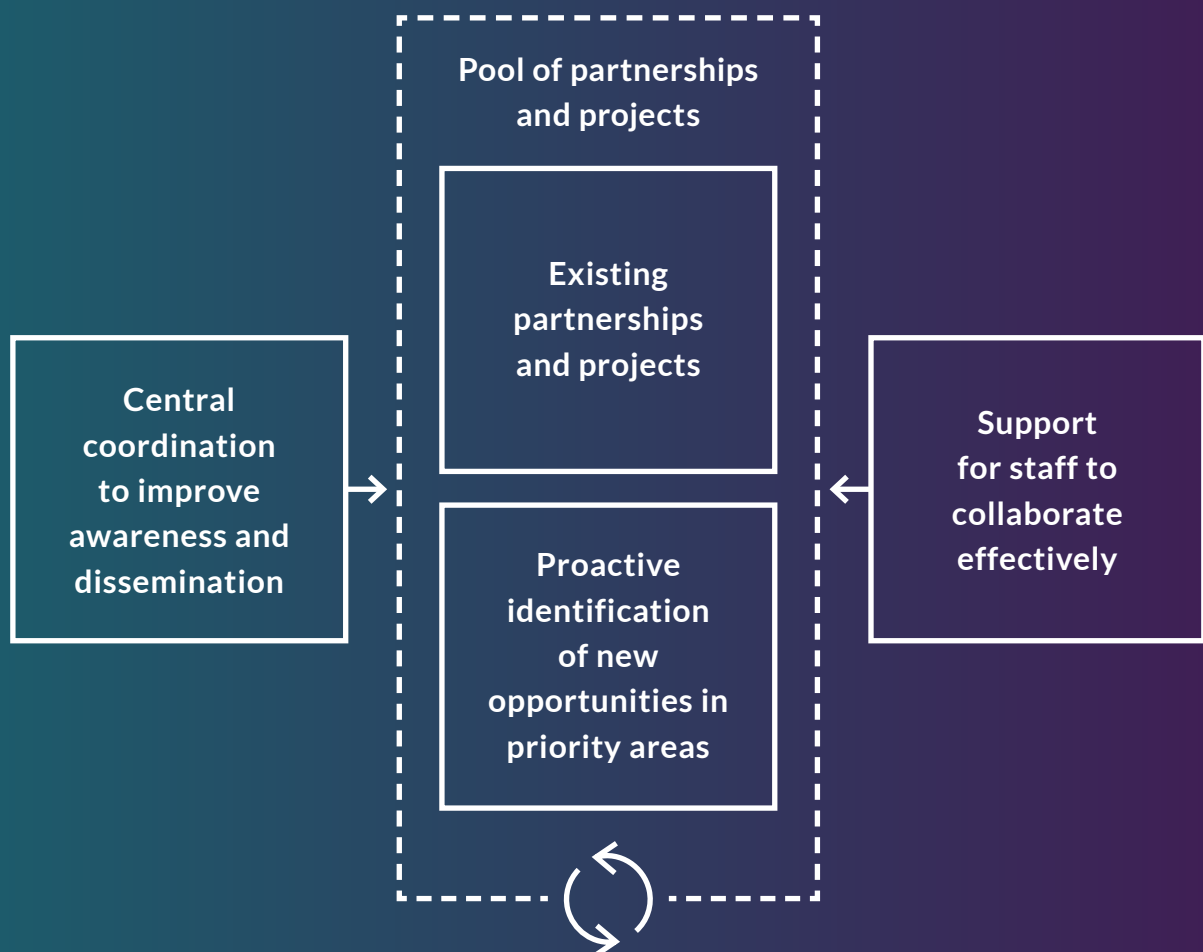 Pool of partnerships
and projects
Existing
partnerships
and projects
Central
coordination
to improve
awareness and
dissemination
Support
for staff to
collaborate
effectively
Proactive
identification
of new
opportunities in
priority areas